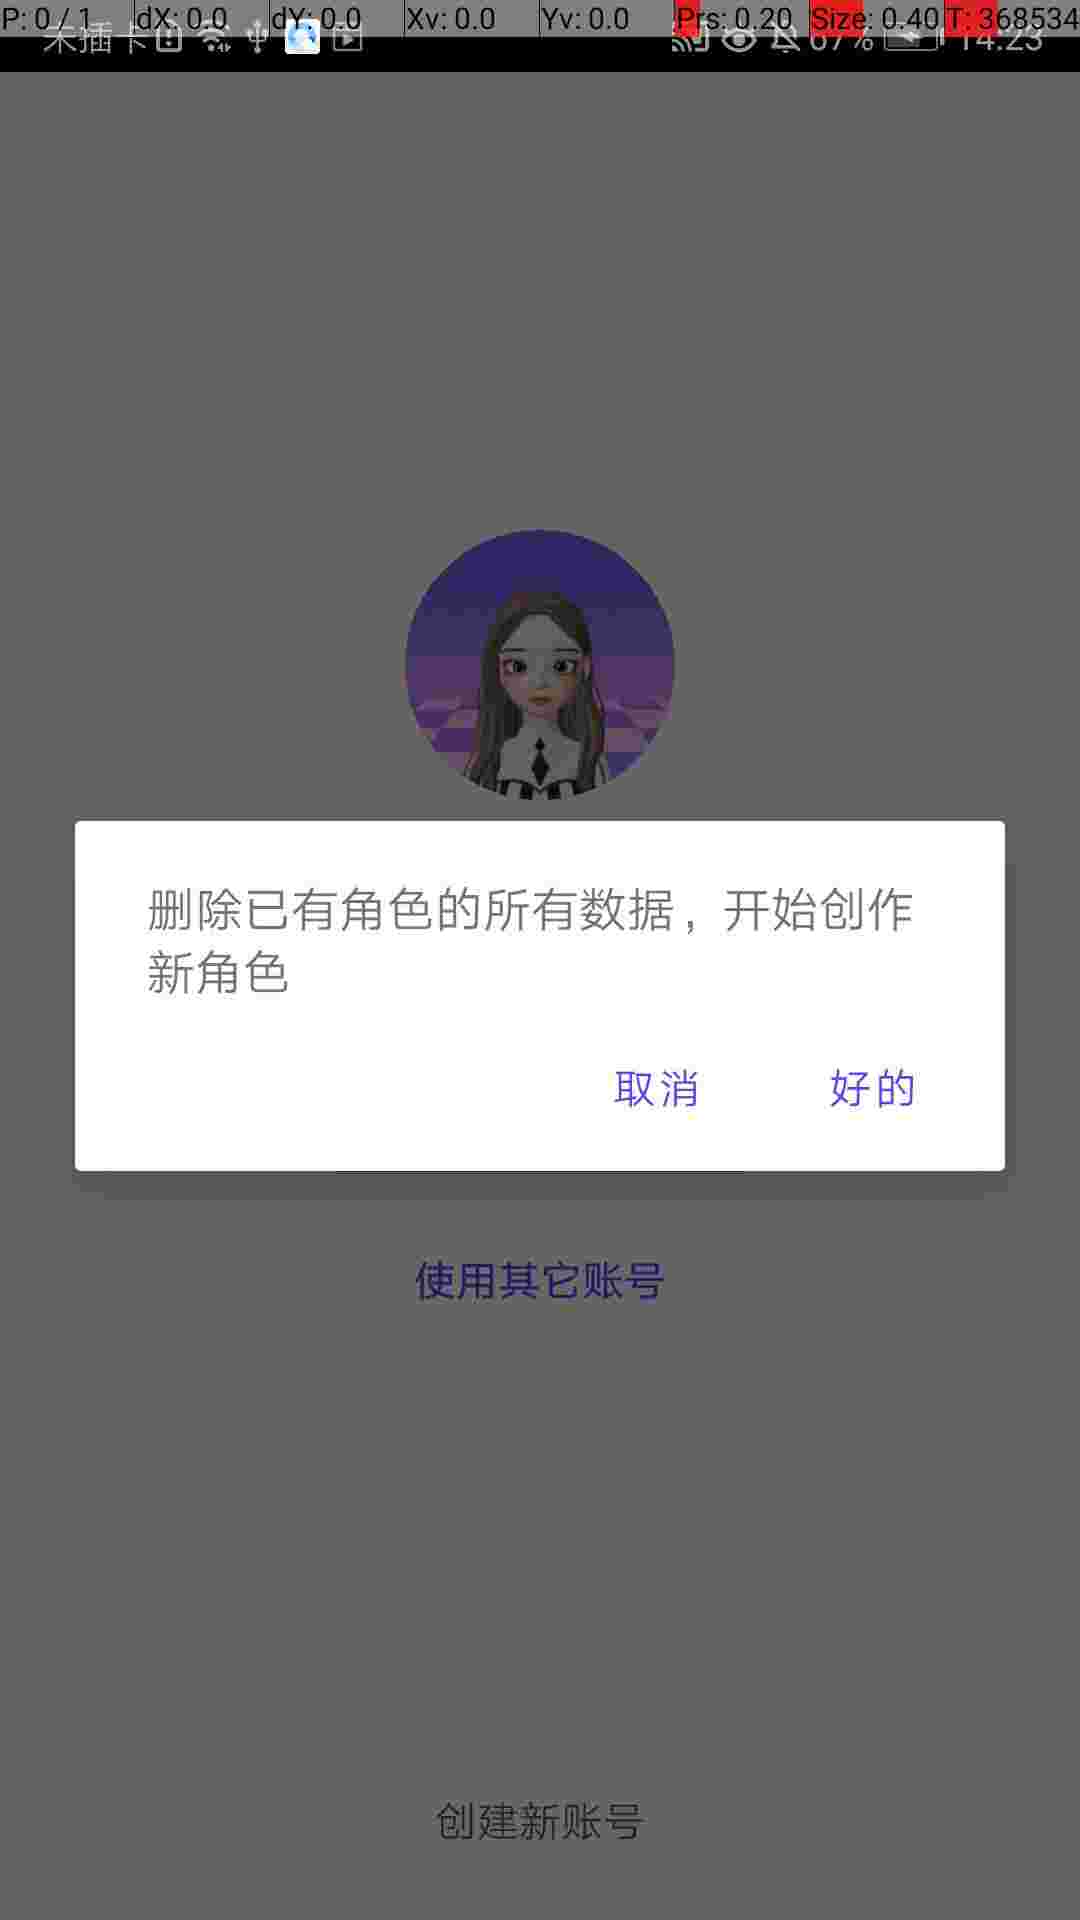 P: 0 / 1 dX: 0.0 dY: 0.0 Xv: 0.0 Yv: 0.0 Prs: 0.20 Size: 0.40 T: 368534
未插卡 67% 14:23
删除已有角色的所有数据，开始创作
新角色
取消 好的
使用其它账号
创建新账号